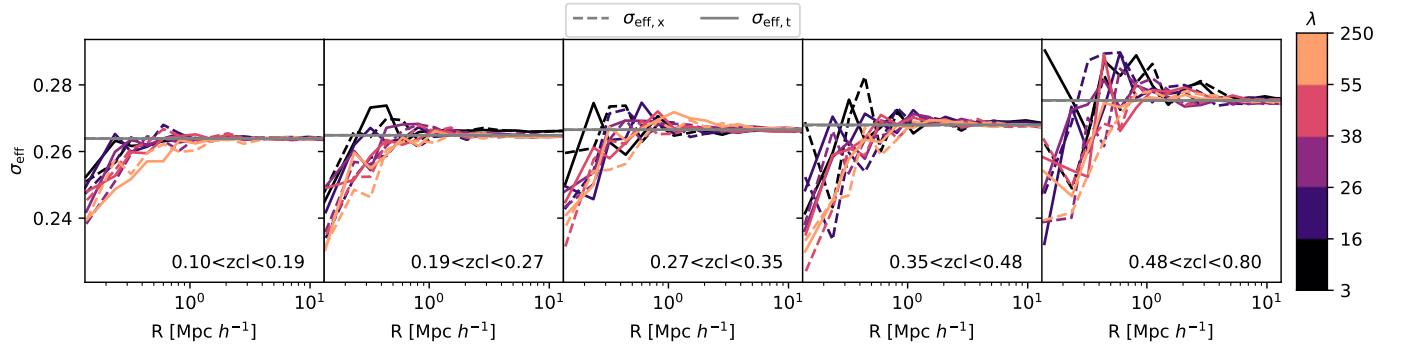 σeff,x σeff,t
λ
σeff
0.28
0.26
0.24
0.10<zcl<0.19
0.19<zcl<0.27
0.27<zcl<0.35
0.35<zcl<0.48
0.48<zcl<0.80
10⁰ 10¹ 10⁰ 10¹ 10⁰ 10¹ 10⁰ 10¹ 10⁰ 10¹
R [Mpc h⁻¹] R [Mpc h⁻¹] R [Mpc h⁻¹] R [Mpc h⁻¹] R [Mpc h⁻¹]
250
55
38
26
16
3